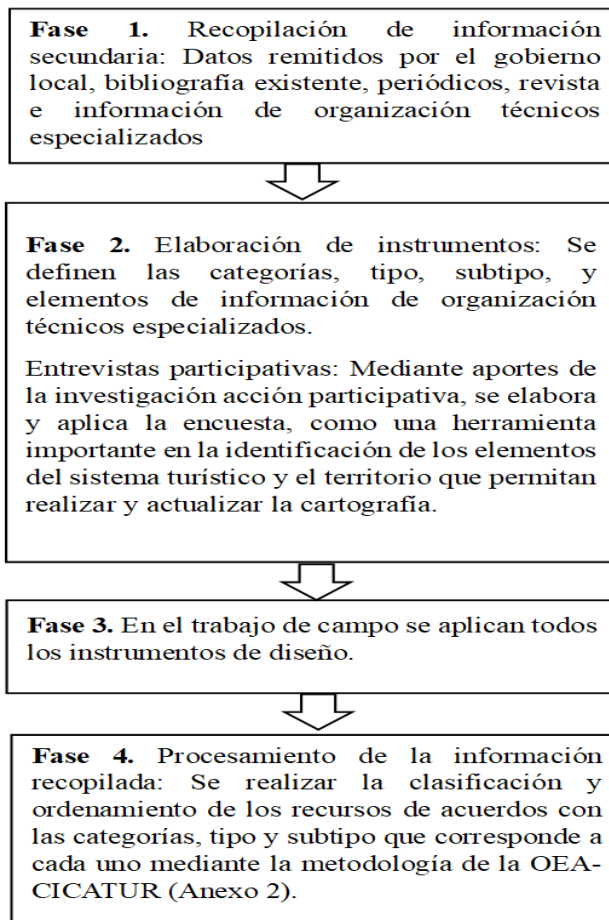 Fase 1. Recopilación de información
secundaria: Datos remitidos por el gobierno
local, bibliografía existente, periódicos, revista
e información de organización técnicos
especializados
Fase 2. Elaboración de instrumentos: Se
definen las categorías, tipo, subtipo, y
elementos de información de organización
técnicos especializados.
Entrevistas participativas: Mediante aportes de
la investigación acción participativa, se elabora
y aplica la encuesta, como una herramienta
importante en la identificación de los elementos
del sistema turístico y el territorio que permitan
realizar y actualizar la cartografía.
Fase 3. En el trabajo de campo se aplican todos
los instrumentos de diseño.
Fase 4. Procesamiento de la información
recopilada: Se realizar la clasificación y
ordenamiento de los recursos de acuerdos con
las categorías, tipo y subtipo que corresponde a
cada uno mediante la metodología de la OEA-
CICATUR (Anexo 2).